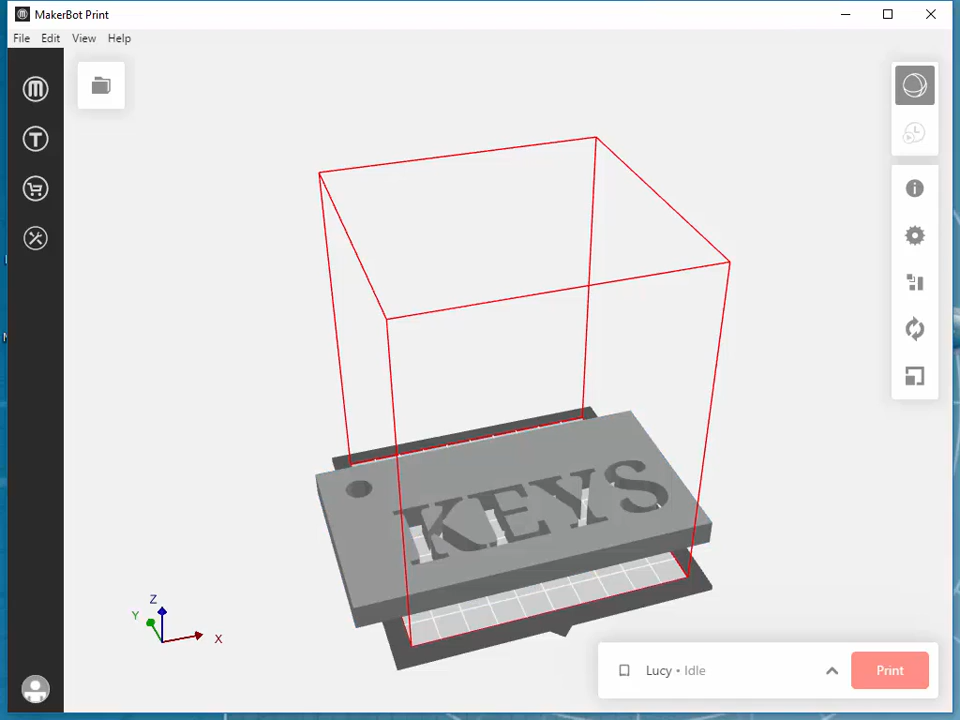 MakerBot Print
File Edit View Help
KEYS
Z
Y
X
Lucy • Idle
Print